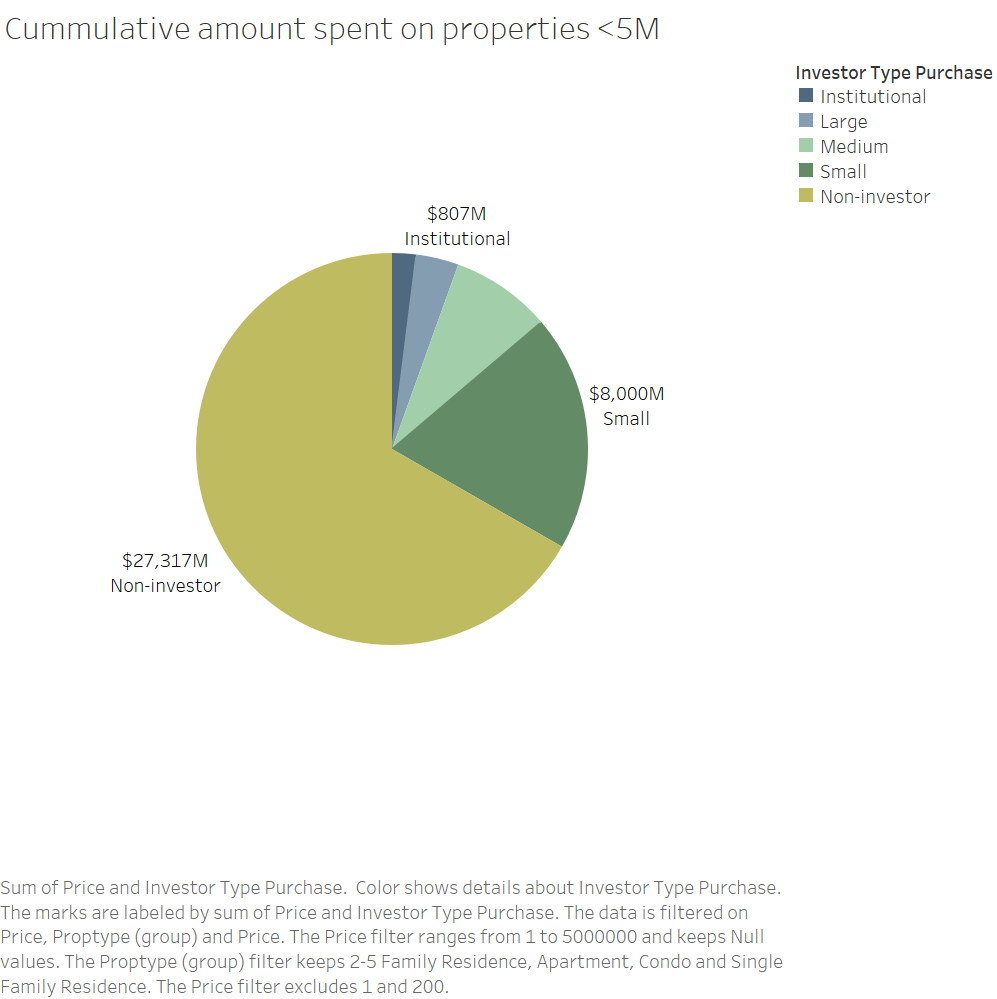 Cummulative amount spent on properties <5M
Investor Type Purchase
Institutional
Large
Medium
Small
Non-investor
$807M
Institutional
$8,000M
Small
$27,317M
Non-investor
Sum of Price and Investor Type Purchase.  Color shows details about Investor Type Purchase.
The marks are labeled by sum of Price and Investor Type Purchase. The data is filtered on
Price, Proptype (group) and Price. The Price filter ranges from 1 to 5000000 and keeps Null
values. The Proptype (group) filter keeps 2-5 Family Residence, Apartment, Condo and Single
Family Residence. The Price filter excludes 1 and 200.